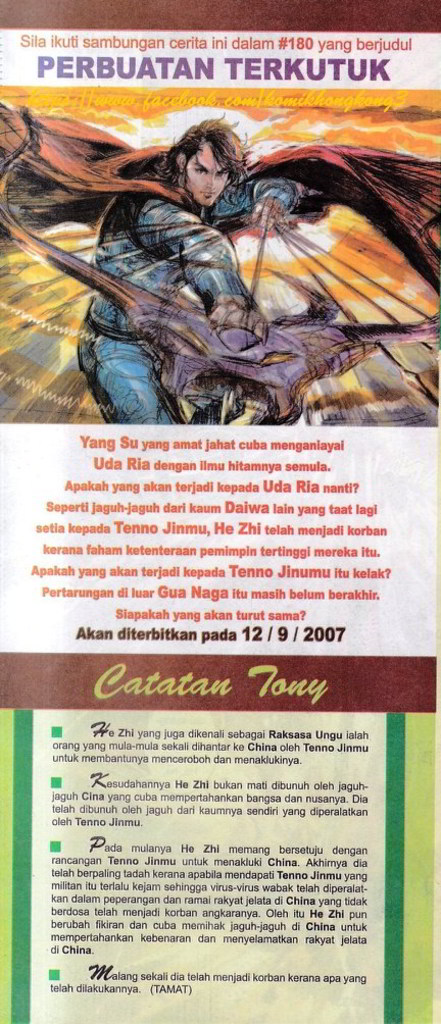 Sila ikuti sambungan cerita ini dalam #180 yang berjudul
PERBUATAN TERKUTUK
https://www.facebook.com/komikhongkong3
Yang Su yang amat jahat cuba menganiayai
Uda Ria dengan ilmu hitamnya semula.
Apakah yang akan terjadi kepada Uda Ria nanti?
Seperti jaguh-jaguh dari kaum Daiwa lain yang taat lagi
setia kepada Tenno Jinmu, He Zhi telah menjadi korban
kerana faham ketenteraan pemimpin tertinggi mereka itu.
Apakah yang akan terjadi kepada Tenno Jinumu itu kelak?
Pertarungan di luar Gua Naga itu masih belum berakhir.
Siapakah yang akan turut sama?
Akan diterbitkan pada 12 / 9 / 2007
Catatan Tony
He Zhi yang juga dikenali sebagai Raksasa Ungu ialah
orang yang mula-mula sekali dihantar ke China oleh Tenno Jinmu
untuk membantunya menceroboh dan menaklukinya.
Kesudahannya He Zhi bukan mati dibunuh oleh jaguh-
jaguh Cina yang cuba mempertahankan bangsa dan nusanya. Dia
telah dibunuh oleh jaguh dari kaumnya sendiri yang diperalatkan
oleh Tenno Jinmu.
Pada mulanya He Zhi memang bersetuju dengan
rancangan Tenno Jinmu untuk menakluki China. Akhirnya dia
telah berpaling tadah kerana apabila mendapati Tenno Jinmu yang
militan itu terlalu kejam sehingga virus-virus wabak telah diperalat-
kan dalam peperangan dan ramai rakyat jelata di China yang tidak
berdosa telah menjadi korban angkaranya. Oleh itu He Zhi pun
berubah fikiran dan cuba memihak jaguh-jaguh di China untuk
mempertahankan kebenaran dan menyelamatkan rakyat jelata
di China.
Malang sekali dia telah menjadi korban kerana apa yang
telah dilakukannya. (TAMAT)